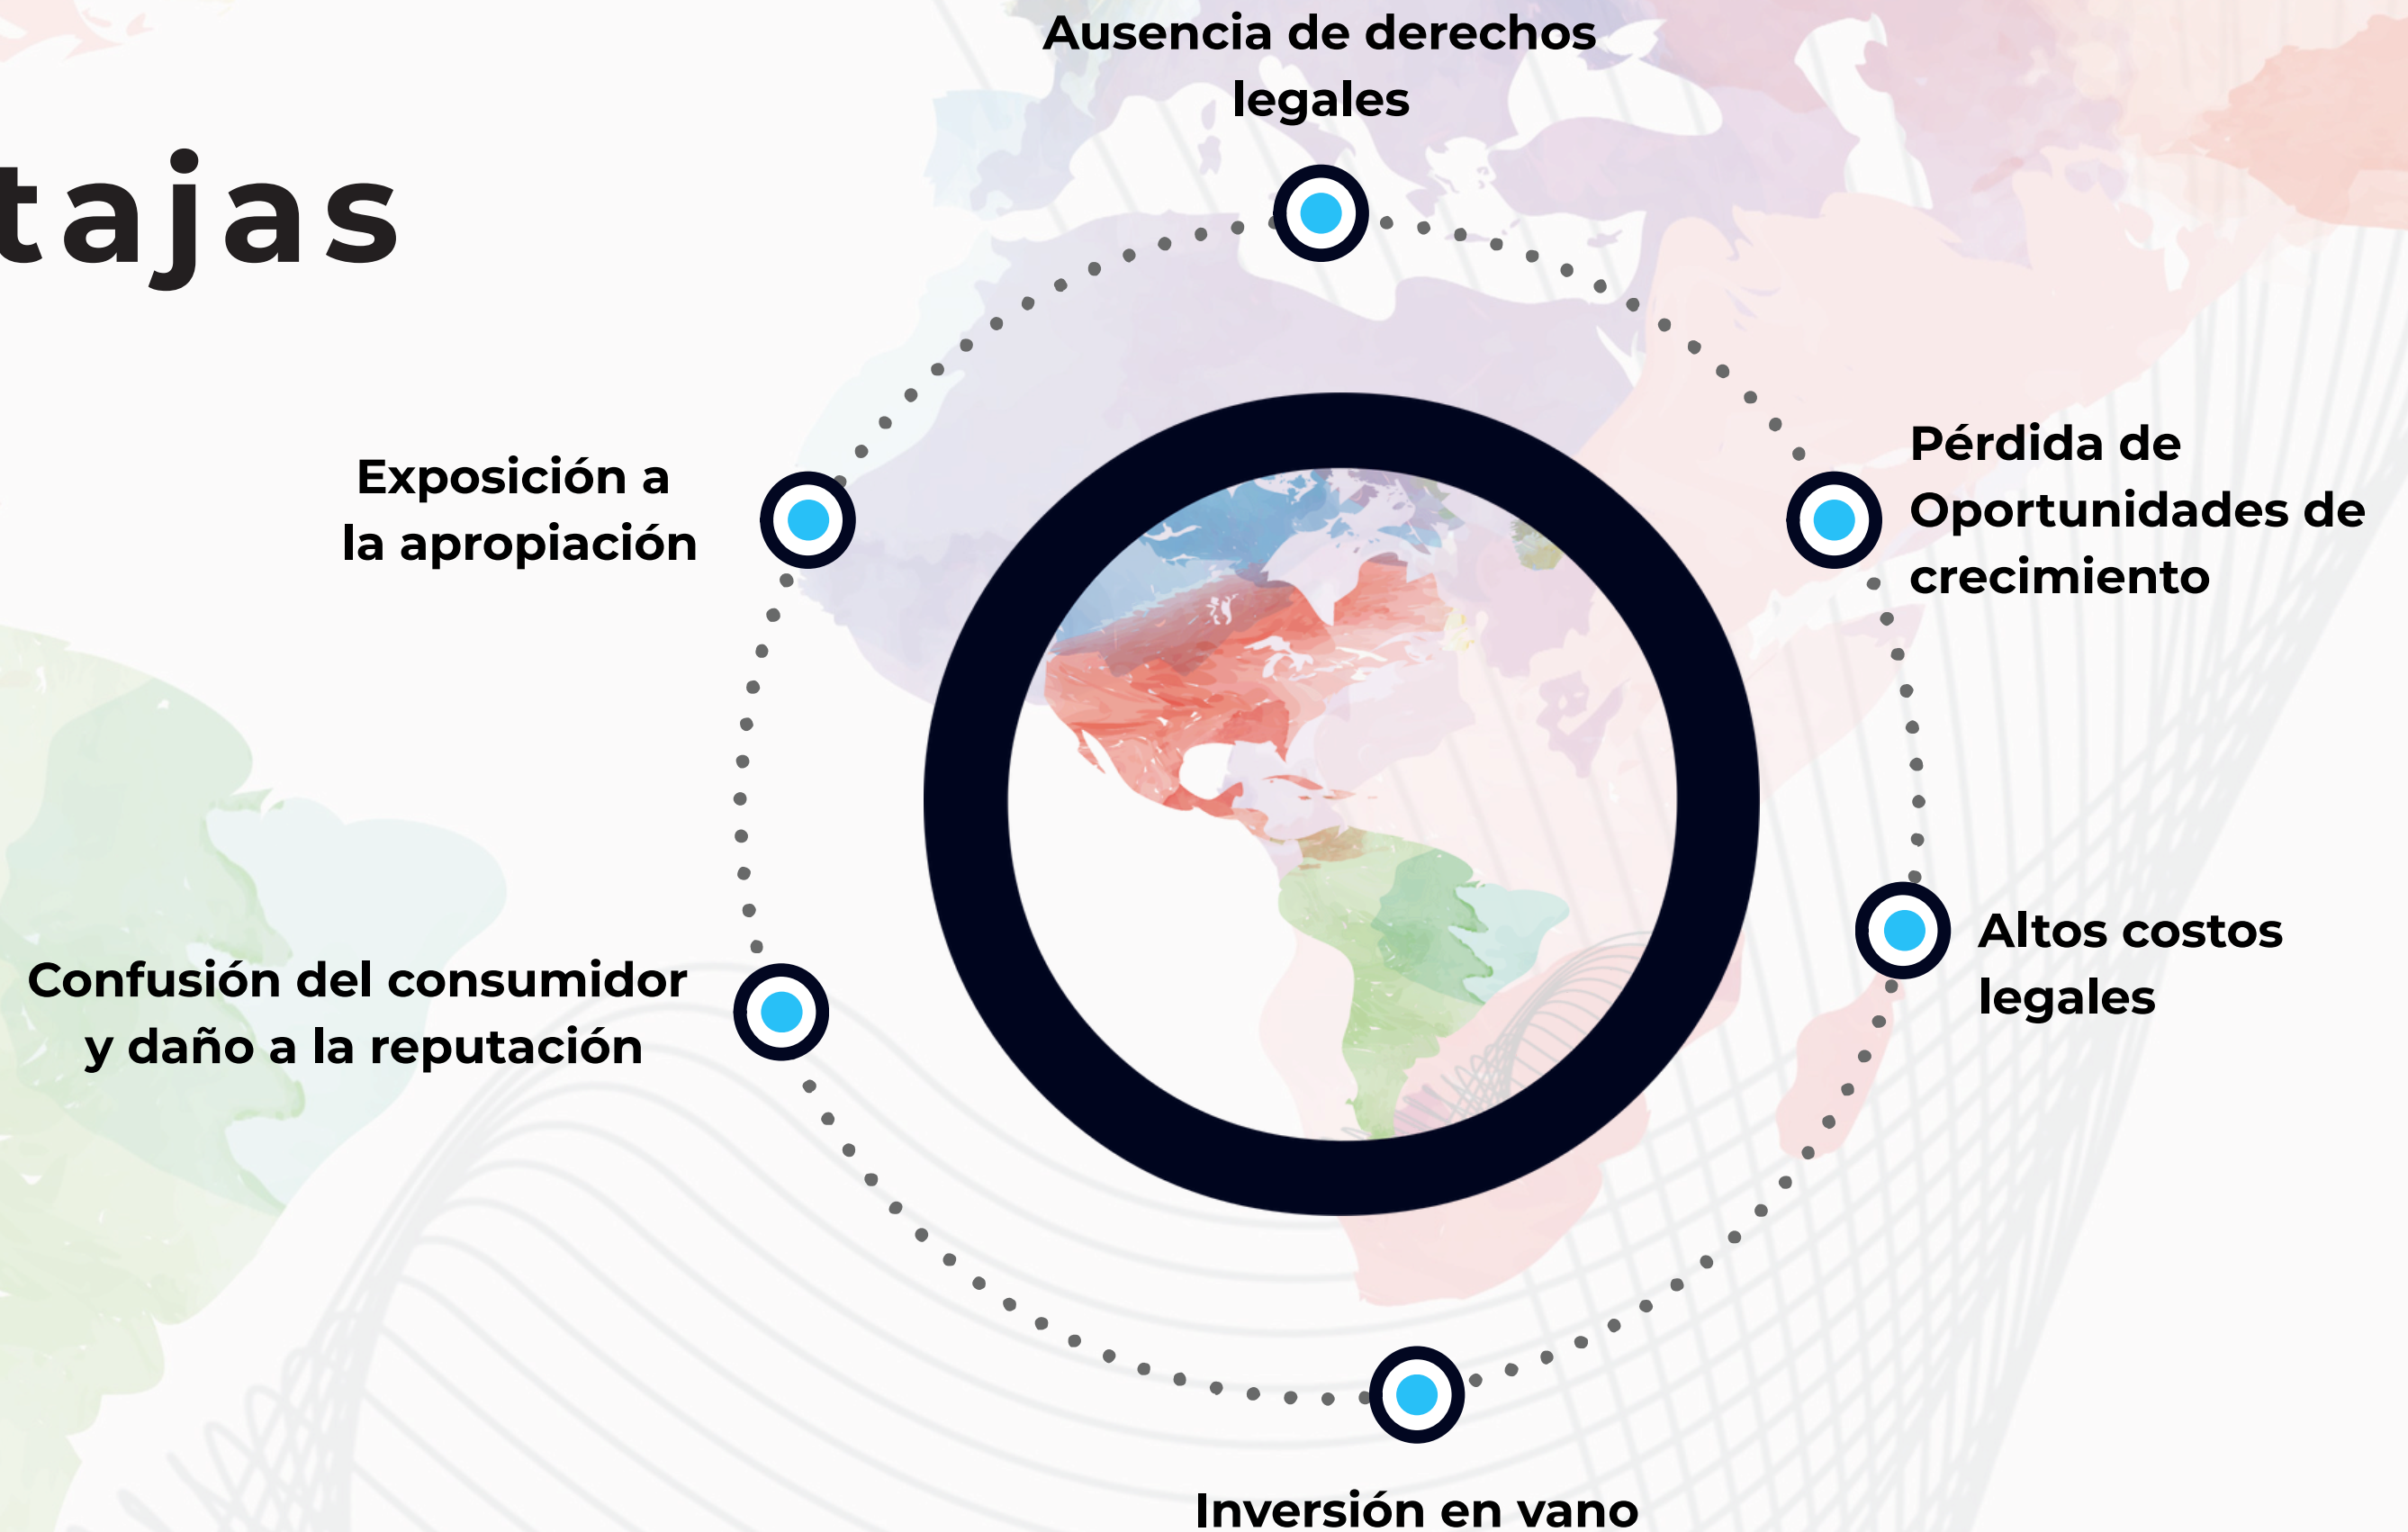 tajas
Ausencia de derechos
legales
Exposición a
la apropiación
Pérdida de
Oportunidades de
crecimiento
Confusión del consumidor
y daño a la reputación
Altos costos
legales
Inversión en vano